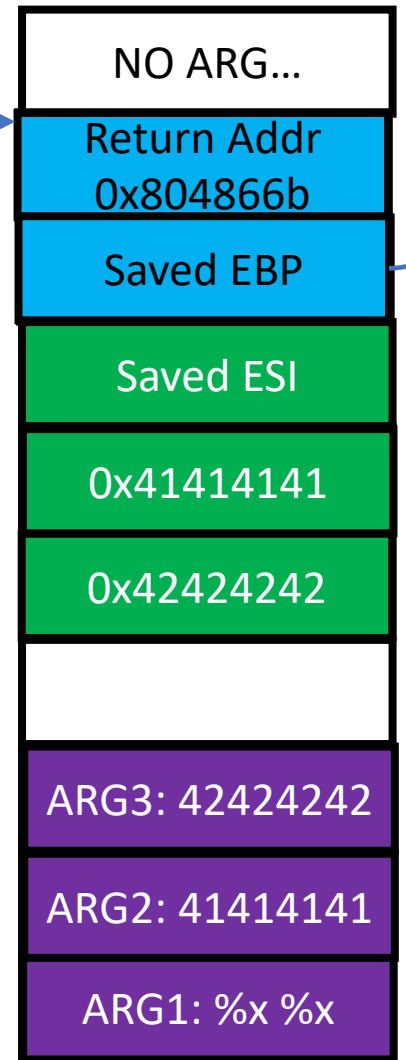 NO ARG...
Return Addr
0x804866b
Saved EBP
Saved ESI
0x41414141
0x42424242
ARG3: 42424242
ARG2: 41414141
ARG1: %x %x